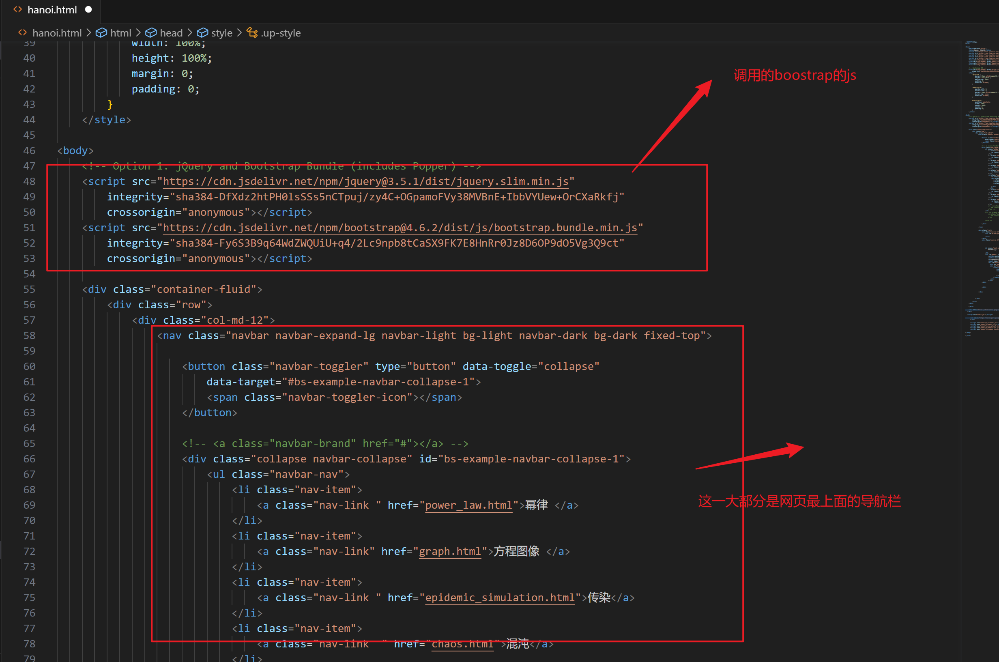 hanoi.html
hanoi.html > html > head > style > .up-style
39 width: 100%;
40 height: 100%;
41 margin: 0;
42 padding: 0;
43 }
44 </style>
45
46 <body>
47 <!-- Option 1: jQuery and Bootstrap Bundle (includes Popper) -->
48 <script src="https://cdn.jsdelivr.net/npm/jquery@3.5.1/dist/jquery.slim.min.js"
49 integrity="sha384-DfXdz2htPH0lsSSs5nCTpuj/zy4C+OGpamoFVy38MVBnE+IbbVYUew+OrCXaRkfj"
50 crossorigin="anonymous"></script>
51 <script src="https://cdn.jsdelivr.net/npm/bootstrap@4.6.2/dist/js/bootstrap.bundle.min.js"
52 integrity="sha384-Fy6S3B9q64WdZWQUiU+q4/2Lc9npb8tCaSX9FK7E8HnRr0Jz8D6OP9dO5Vg3Q9ct"
53 crossorigin="anonymous"></script>
54
55 <div class="container-fluid">
56 <div class="row">
57 <div class="col-md-12">
58 <nav class="navbar navbar-expand-lg navbar-light bg-light navbar-dark bg-dark fixed-top">
59
60 <button class="navbar-toggler" type="button" data-toggle="collapse"
61 data-target="#bs-example-navbar-collapse-1">
62 <span class="navbar-toggler-icon"></span>
63 </button>
64
65 <!-- <a class="navbar-brand" href="#"></a> -->
66 <div class="collapse navbar-collapse" id="bs-example-navbar-collapse-1">
67 <ul class="navbar-nav">
68 <li class="nav-item">
69 <a class="nav-link " href="power_law.html">幂律 </a>
70 </li>
71 <li class="nav-item">
72 <a class="nav-link" href="graph.html">方程图像 </a>
73 </li>
74 <li class="nav-item">
75 <a class="nav-link " href="epidemic_simulation.html">传染</a>
76 </li>
77 <li class="nav-item">
78 <a class="nav-link  " href="chaos.html">混沌</a>
79 </li>
调用的boostrap的js
这一大部分是网页最上面的导航栏